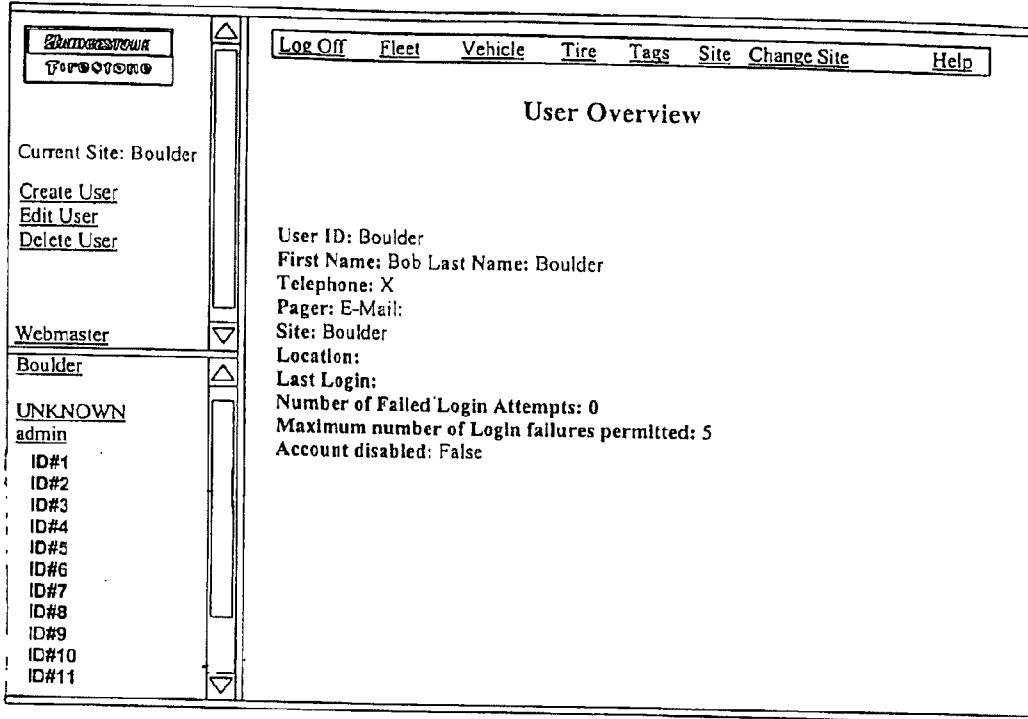 Firestone
Current Site: Boulder
Create User
Edit User
Delete User
Webmaster
Boulder
UNKNOWN
admin
ID#1
ID#2
ID#3
ID#4
ID#5
ID#6
ID#7
ID#8
ID#9
ID#10
ID#11
Log Off Fleet Vehicle Tire Tags Site Change Site Help
User Overview
User ID: Boulder
First Name: Bob Last Name: Boulder
Telephone: X
Pager: E-Mail:
Site: Boulder
Location:
Last Login:
Number of Failed Login Attempts: 0
Maximum number of Login failures permitted: 5
Account disabled: False